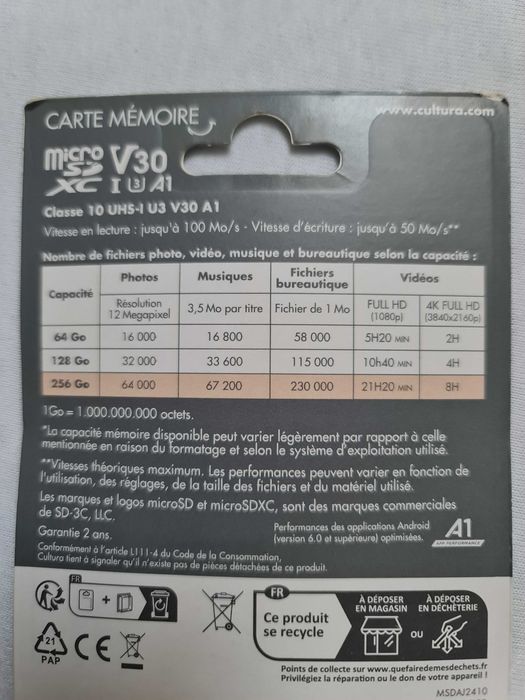 CARTE MÉMOIRE
www.cultura.com
micro SD XC V30 I U3 A1
Classe 10 UHS-I U3 V30 A1
Vitesse en lecture : jusqu'à 100 Mo/s - Vitesse d'écriture : jusqu'à 50 Mo/s**
Nombre de fichiers photo, vidéo, musique et bureautique selon la capacité :
Capacité Photos Musiques Fichiers bureautique Vidéos
Résolution 12 Megapixel 3,5 Mo par titre Fichier de 1 Mo FULL HD (1080p) 4K FULL HD (3840x2160p)
64 Go 16 000 16 800 58 000 5H20 MIN 2H
128 Go 32 000 33 600 115 000 10h40 MIN 4H
256 Go 64 000 67 200 230 000 21H20 MIN 8H
1Go = 1.000.000.000 octets.
*La capacité mémoire disponible peut varier légèrement par rapport à celle
mentionnée en raison du formatage et selon le système d'exploitation utilisé.
**Vitesses théoriques maximum. Les performances peuvent varier en fonction de
l'utilisation, des réglages, de la taille des fichiers et du matériel utilisé.
Les marques et logos microSD et microSDXC, sont des marques commerciales
de SD-3C, LLC.
Garantie 2 ans.
Conformément à l'article L111-4 du Code de la Consommation,
Cultura tient à signaler qu'il n'existe pas de pièces détachées de ce produit.
Performances des applications Android
(version 6.0 et supérieure) optimisées.
A1
APP PERFORMANCE
FR
21
PAP
CE
FR
Ce produit
se recycle
À DÉPOSER
EN MAGASIN
OU
À DÉPOSER
EN DÉCHÈTERIE
Points de collecte sur www.quefairedemesdechets.fr
Privilégiez la réparation ou le don de votre appareil !
MSDAJ2410